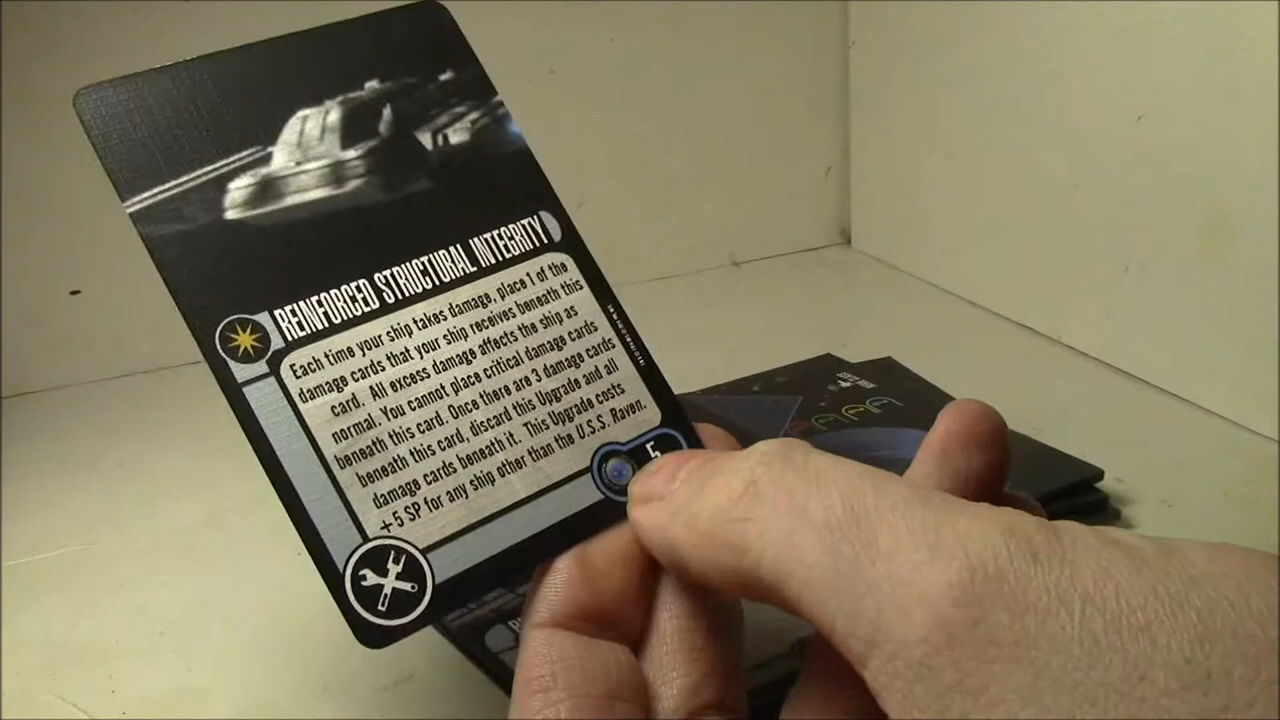 REINFORCED STRUCTURAL INTEGRITY
Each time your ship takes damage, place 1 of the
damage cards that your ship receives beneath this
card. All excess damage affects the ship as
normal. You cannot place critical damage cards
beneath this card. Once there are 3 damage cards
beneath this card, discard this Upgrade and all
damage cards beneath it. This Upgrade costs
+5 SP for any ship other than the U.S.S. Raven.
5